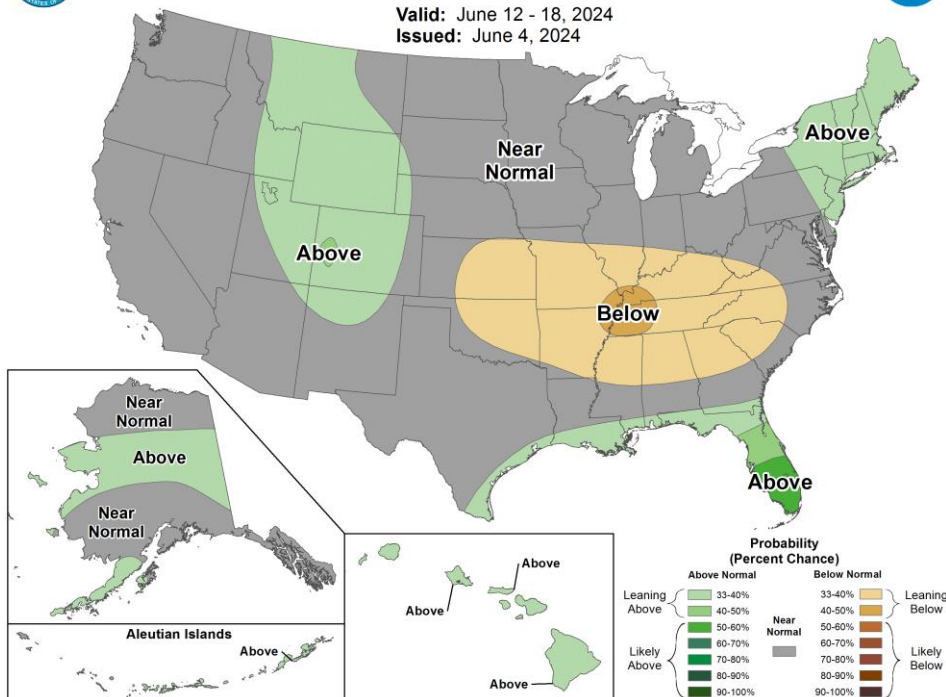 STATES OF
Valid: June 12 - 18, 2024
Issued: June 4, 2024
Above
Near
Normal
Above
Below
Above
Near
Normal
Above
Near
Normal
Aleutian Islands
Above
Above
Above
Above
Probability
(Percent Chance)
Above Normal
Below Normal
Leaning
Above
33-40%
40-50%
Likely
Above
50-60%
60-70%
70-80%
80-90%
90-100%
Near
Normal
33-40%
40-50%
Leaning
Below
50-60%
60-70%
70-80%
80-90%
90-100%
Likely
Below